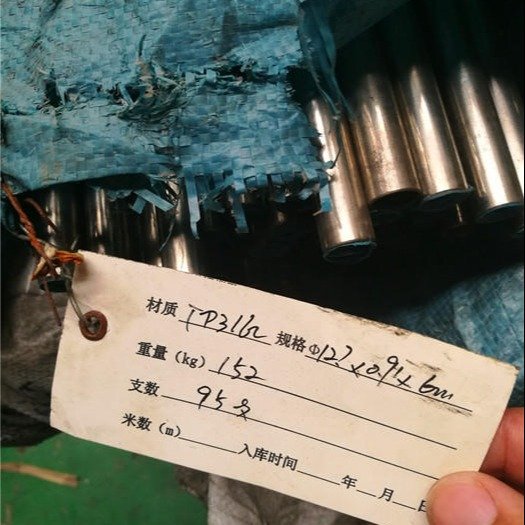 材质 TP316L 规格 Φ12.7×0.91×6m
重量(kg) 152
支数 95支
米数(m) 入库时间 年 月 日